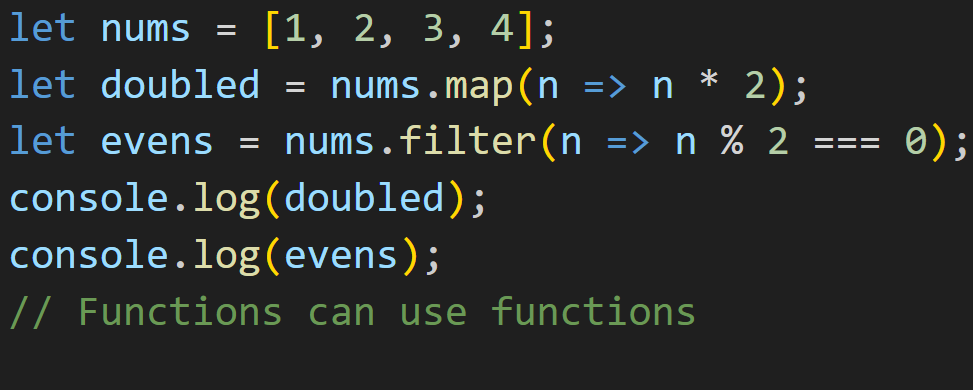 let nums = [1, 2, 3, 4];
let doubled = nums.map(n => n * 2);
let evens = nums.filter(n => n % 2 === 0);
console.log(doubled);
console.log(evens);
// Functions can use functions